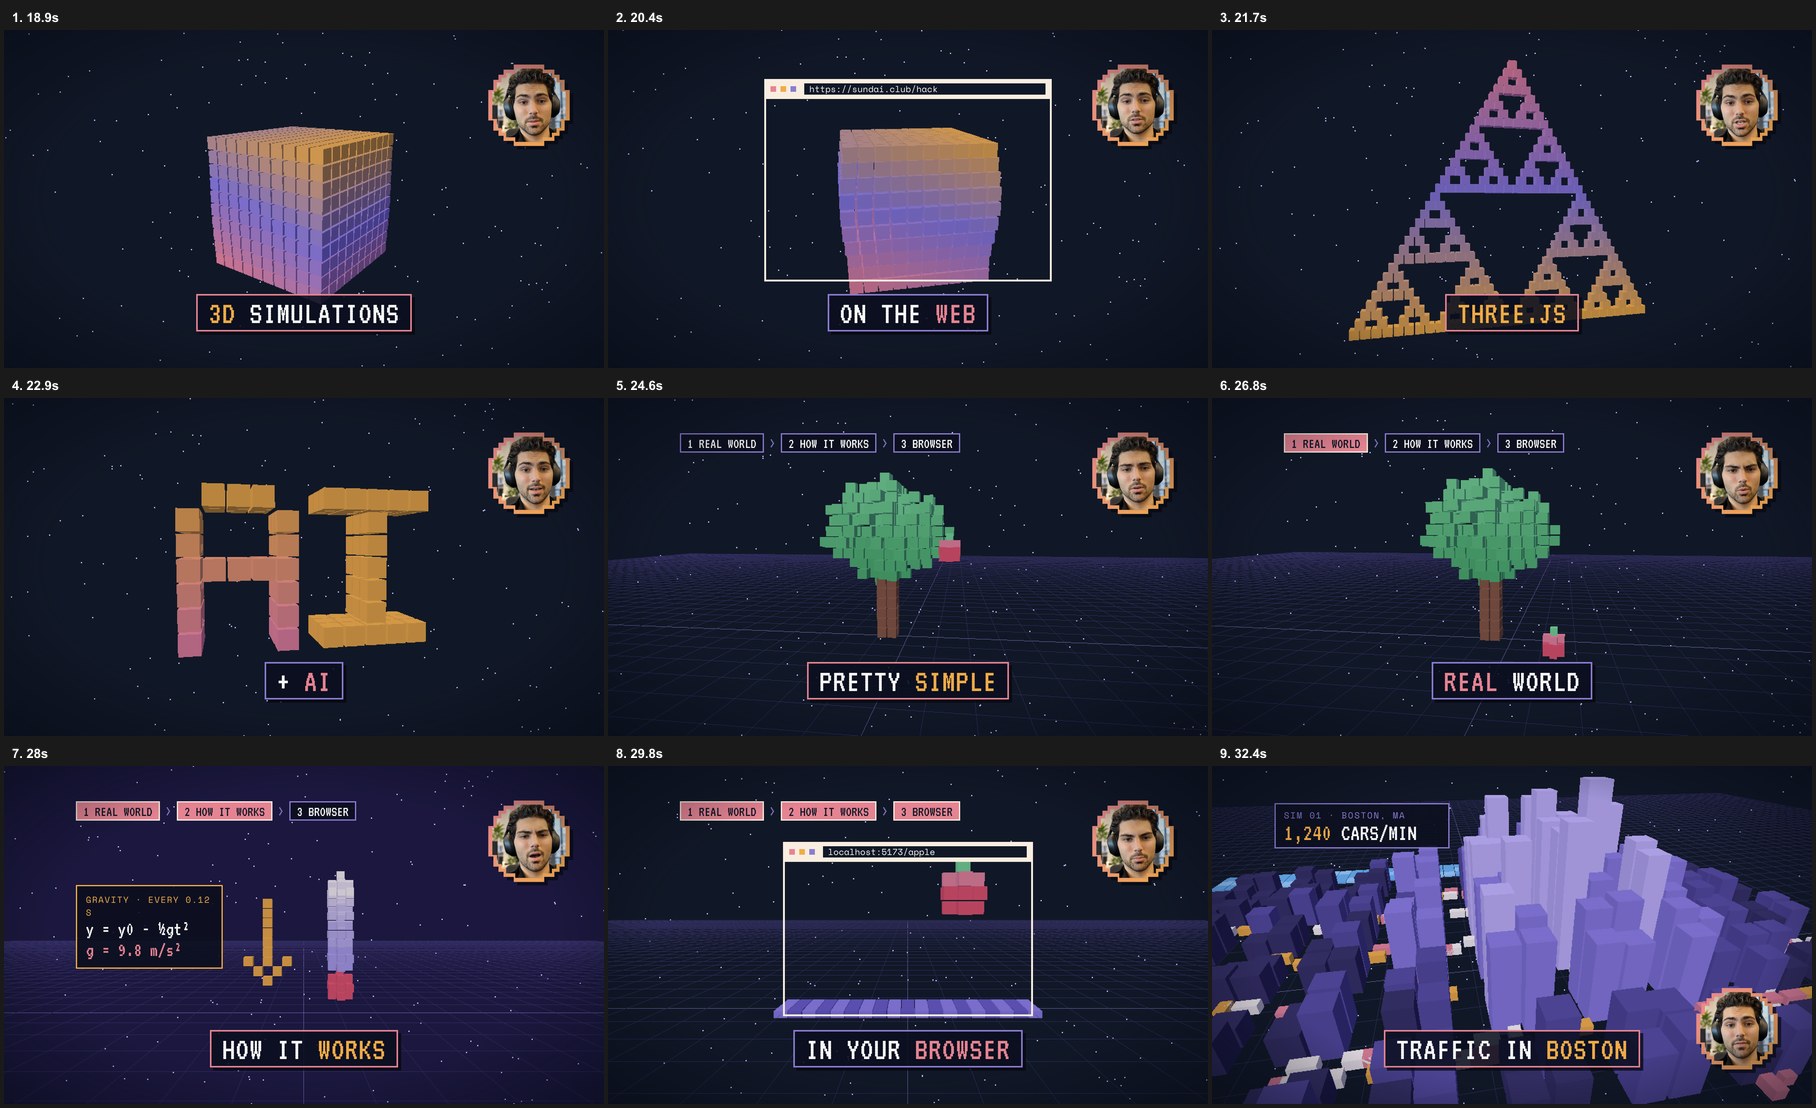 1. 18.9s
2. 20.4s
3. 21.7s
https://sundai.club/hack
3D SIMULATIONS
ON THE WEB
THREE.JS
4. 22.9s
5. 24.6s
6. 26.8s
1 REAL WORLD 2 HOW IT WORKS 3 BROWSER
1 REAL WORLD 2 HOW IT WORKS 3 BROWSER
AI
+ AI
PRETTY SIMPLE
REAL WORLD
7. 28s
8. 29.8s
9. 32.4s
1 REAL WORLD 2 HOW IT WORKS 3 BROWSER
GRAVITY · EVERY 0.12
S
y = y0 - ½gt²
g = 9.8 m/s²
HOW IT WORKS
1 REAL WORLD 2 HOW IT WORKS 3 BROWSER
localhost:5173/apple
IN YOUR BROWSER
SIM 01 · BOSTON, MA
1,240 CARS/MIN
TRAFFIC IN BOSTON